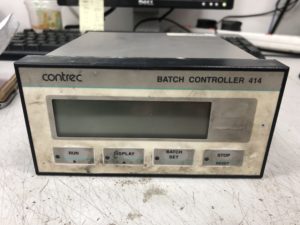 contrec
BATCH CONTROLLER 414
RUN
DISPLAY
BATCH
SET
STOP
RESET